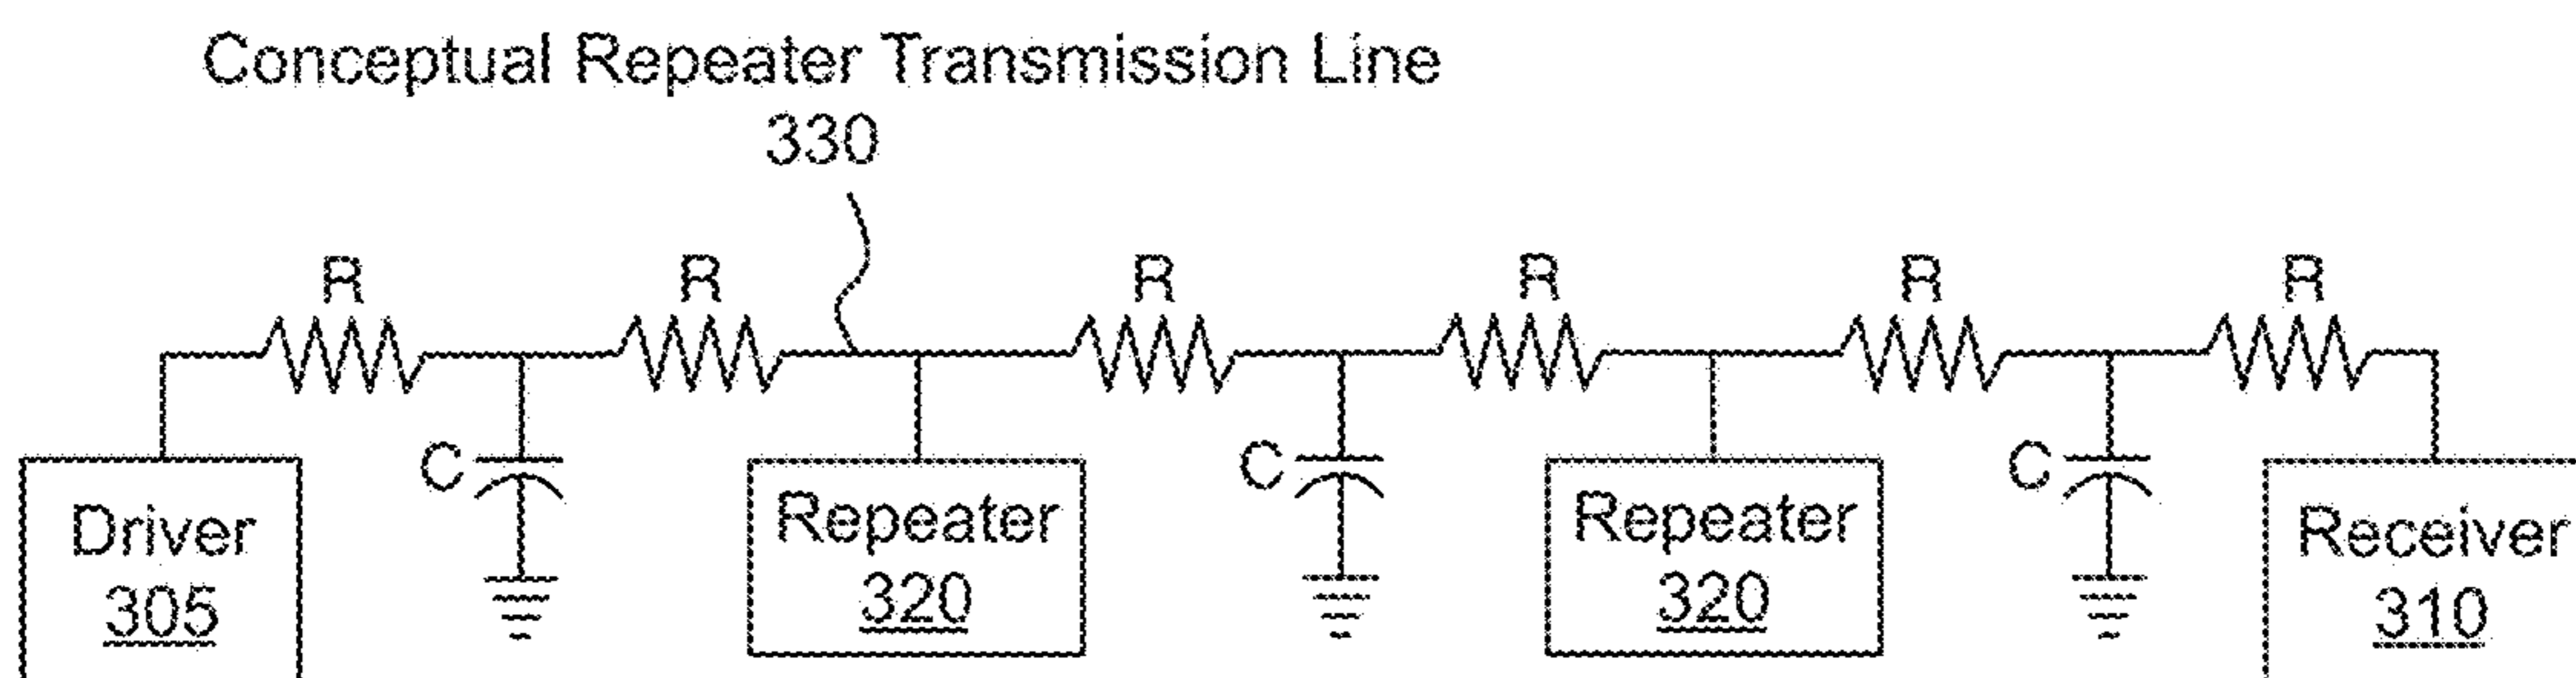 Conceptual Repeater Transmission Line
330
R R R R R R
C C C
Driver
305
Repeater
320
Repeater
320
Receiver
310